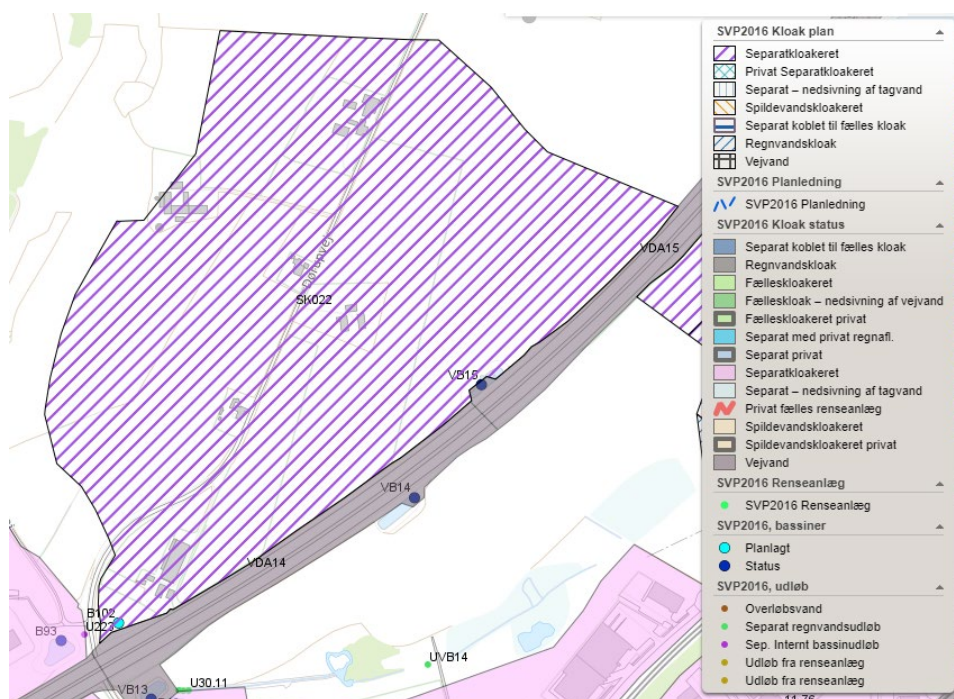 SVP2016 Kloak plan
Separatkloakeret
Privat Separatkloakeret
Separat – nedsivning af tagvand
Spildevandskloakeret
Separat koblet til fælles kloak
Regnvandskloak
Vejvand
SVP2016 Planledning
SVP2016 Planledning
SVP2016 Kloak status
Separat koblet til fælles kloak
Regnvandskloak
Fælleskloakeret
Fælleskloak – nedsivning af vejvand
Fælleskloakeret privat
Separat med privat regnafl.
Separat privat
Separatkloakeret
Separat – nedsivning af tagvand
Privat fælles renseanlæg
Spildevandskloakeret
Spildevandskloakeret privat
Vejvand
SVP2016 Renseanlæg
SVP2016 Renseanlæg
SVP2016, bassiner
Planlagt
Status
SVP2016, udløb
Overløbsvand
Separat regnvandsudløb
Sep. Internt bassinudløb
Udløb fra renseanlæg
Udløb fra renseanlæg
VDA15
Dørupvej
SK022
VB15
VB14
VDA14
B102
U223
B93
UVB14
U30.11
VB13